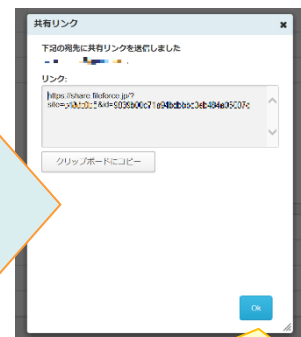 共有リンク
下記の宛先に共有リンクを送信しました
リンク:
https://share.fileforce.jp/?
クリップボードにコピー
Ok